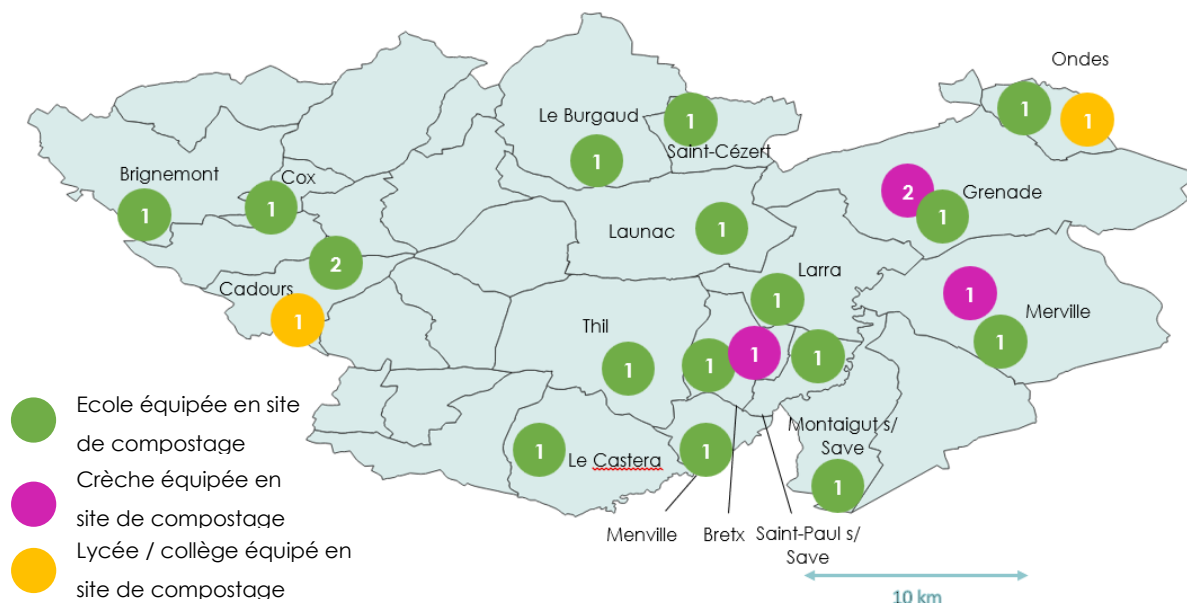 Ondes
1
1
Le Burgaud
1
Saint-Cézert
1
Brignemont
1
Cox
1
2
Grenade
1
Launac
1
2
Cadours
1
Larra
1
1
Merville
1
Thil
1
1
1
1
Ecole équipée en site
de compostage
Crèche équipée en
site de compostage
Lycée / collège équipé en
site de compostage
1
Le Castera
1
Montaigut s/
Save
1
Menville
Bretx
Saint-Paul s/
Save
10 km